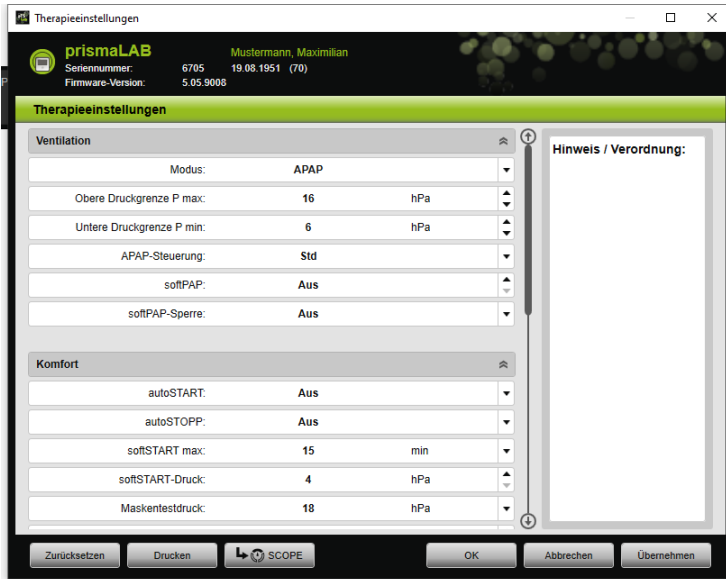 Therapieeinstellungen
prismaLAB Mustermann, Maximilian
Seriennummer: 6705 19.08.1951 (70)
Firmware-Version: 5.05.9008
Therapieeinstellungen
Ventilation
Modus: APAP
Obere Druckgrenze P max: 16 hPa
Untere Druckgrenze P min: 6 hPa
APAP-Steuerung: Std
softPAP: Aus
softPAP-Sperre: Aus
Komfort
autoSTART: Aus
autoSTOPP: Aus
softSTART max: 15 min
softSTART-Druck: 4 hPa
Maskentestdruck: 18 hPa
Hinweis / Verordnung:
Zurücksetzen Drucken SCOPE OK Abbrechen Übernehmen